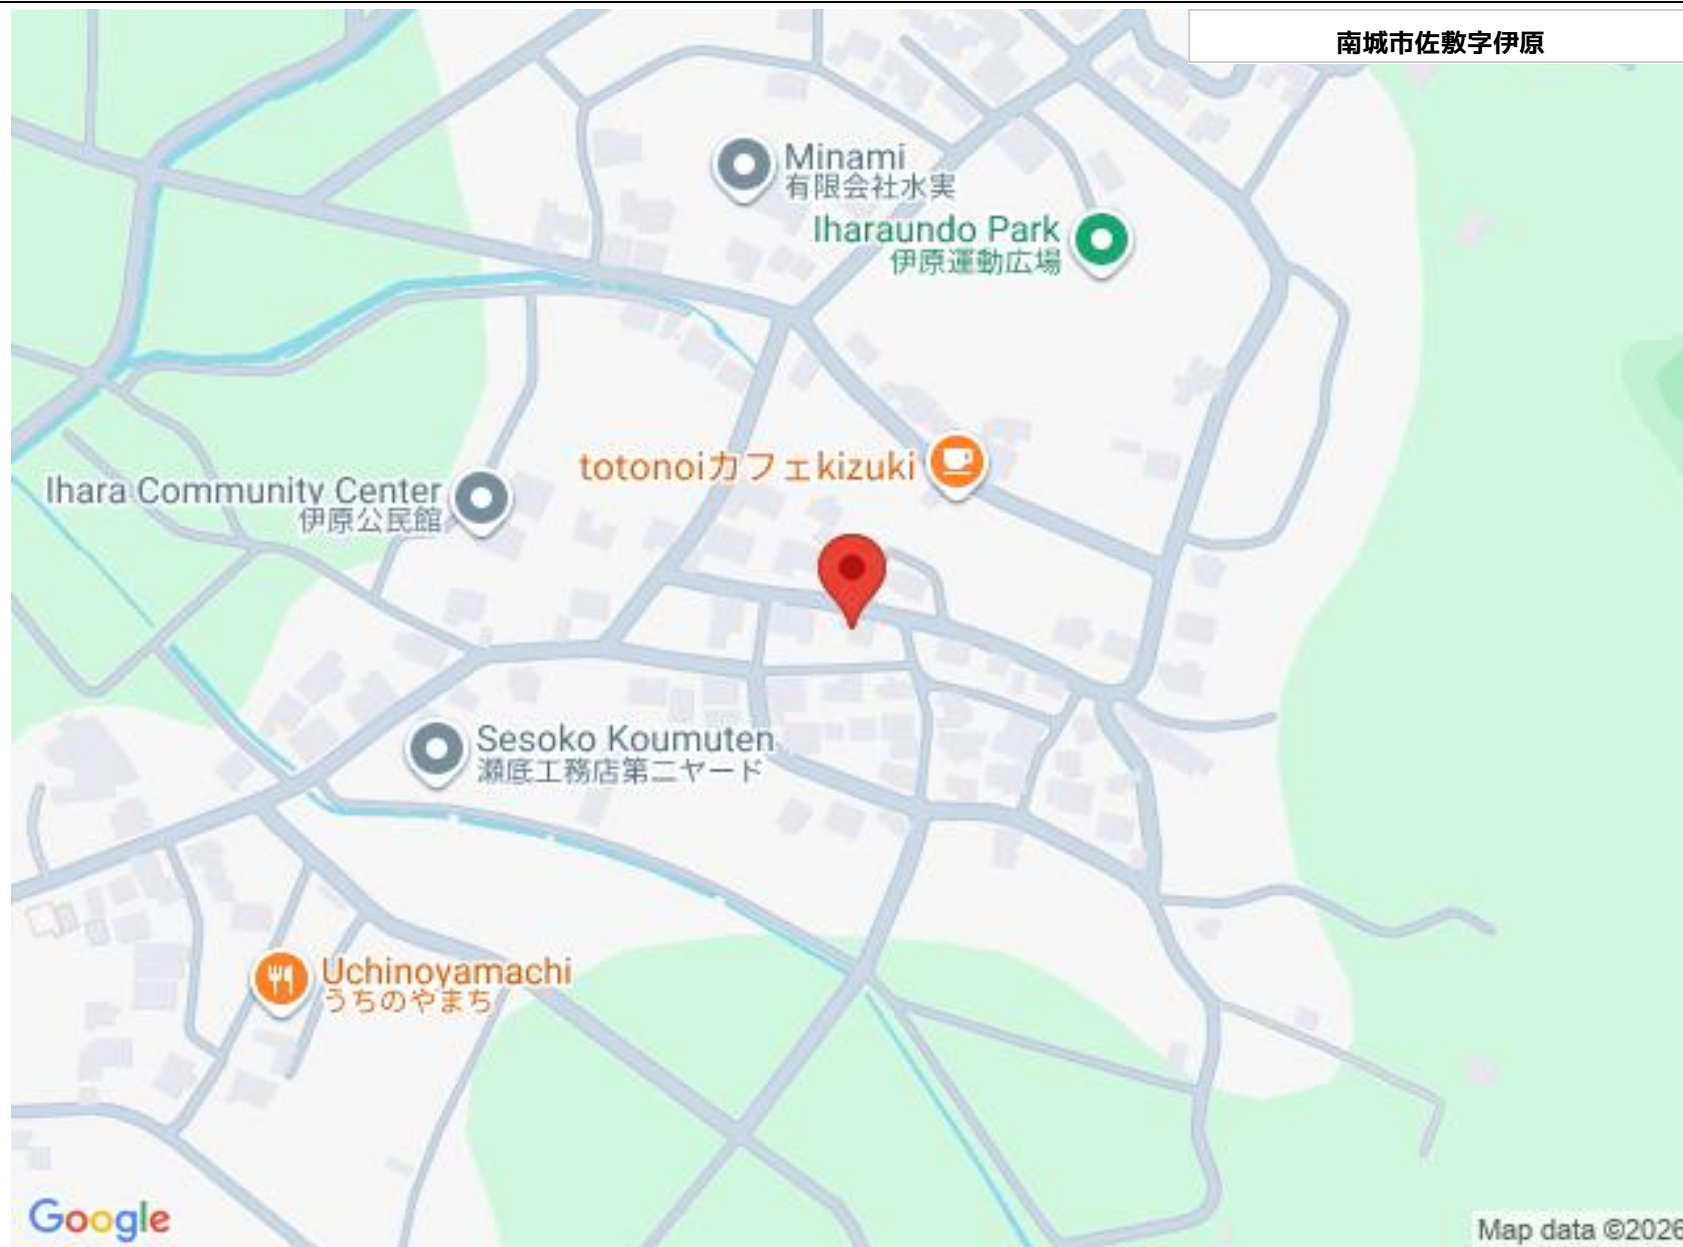 南城市佐敷字伊原
Minami
有限会社水実
Iharaundo Park
伊原運動広場
totonoiカフェkizuki
Ihara Community Center
伊原公民館
Sesoko Koumuten
瀬底工務店第二ヤード
Uchinoyamachi
うちのやまち
Google
Map data ©2026